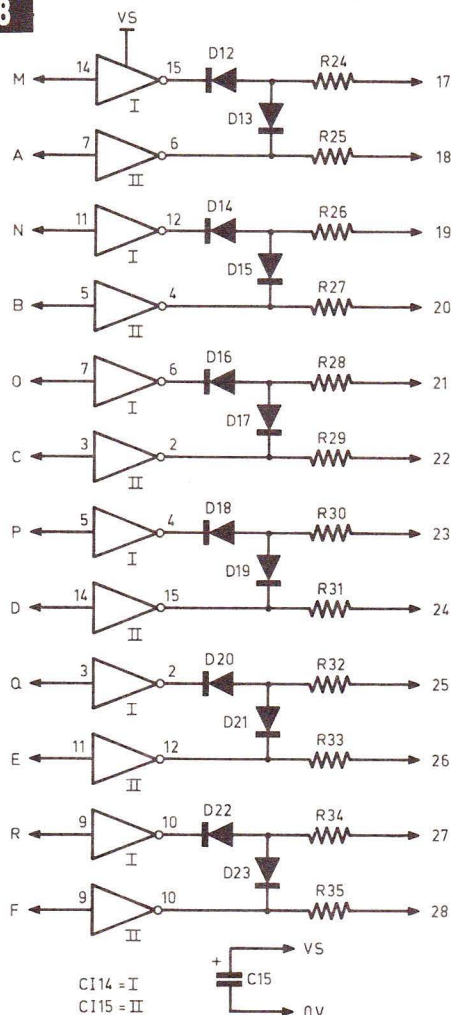 8
VS
M 14 15 D12 R24 17
I
D13
A 7 6 R25 18
II
N 11 12 D14 R26 19
I
D15
B 5 4 R27 20
II
O 7 6 D16 R28 21
I
D17
C 3 2 R29 22
II
P 5 4 D18 R30 23
I
D19
D 14 15 R31 24
II
Q 3 2 D20 R32 25
I
D21
E 11 12 R33 26
II
R 9 10 D22 R34 27
I
D23
F 9 10 R35 28
II
VS
+ C15
CI14 = I
CI15 = II
0V